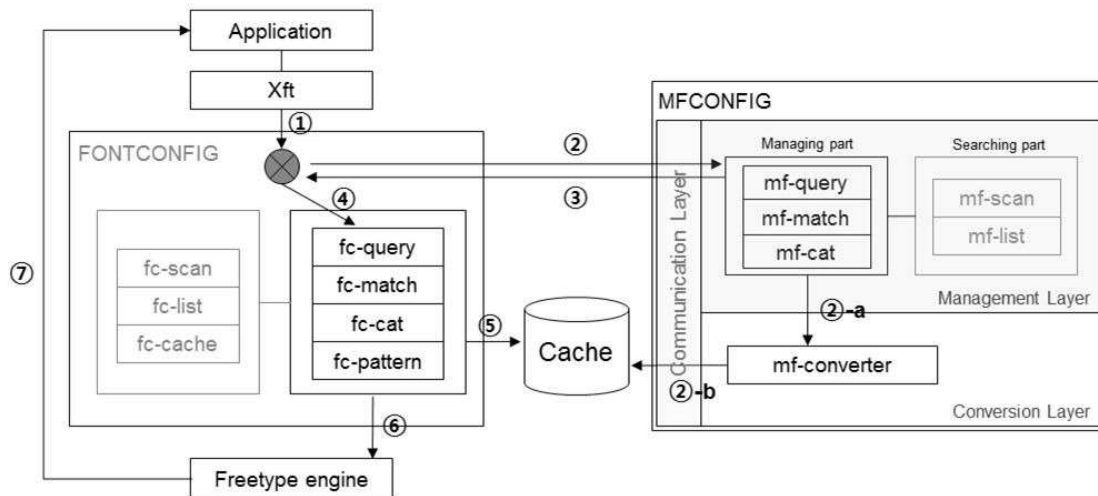 Application
Xft
①
FONTCONFIG
②
③
④
fc-scan
fc-list
fc-cache
fc-query
fc-match
fc-cat
fc-pattern
⑤
Cache
⑥
Freetype engine
⑦
MFCONFIG
Communication Layer
Managing part
mf-query
mf-match
mf-cat
Searching part
mf-scan
mf-list
Management Layer
②-a
mf-converter
②-b
Conversion Layer